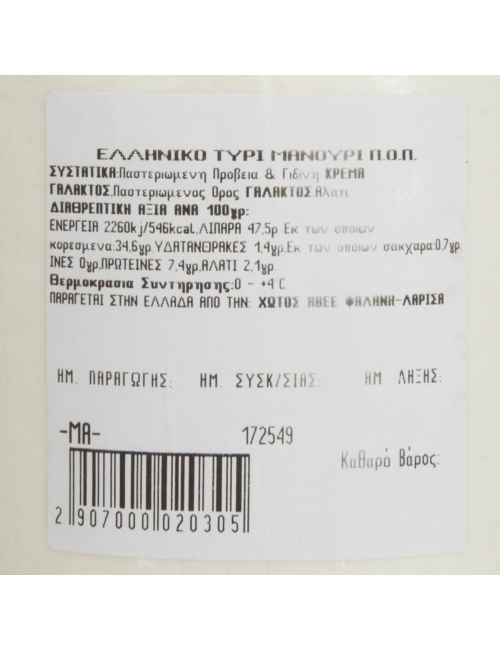 ΕΛΛΗΝΙΚΟ ΤΥΡΙ ΜΑΝΟΥΡΙ Π.Ο.Π.
ΣΥΣΤΑΤΙΚΑ:Παστεριωμενη Προβεια & Γιδινη ΚΡΕΜΑ
ΓΑΛΑΚΤΟΣ,Παστεριωμενος Ορος ΓΑΛΑΚΤΟΣ,Αλατι
ΔΙΑΘΡΕΠΤΙΚΗ ΑΞΙΑ ΑΝΑ 100γρ:
ΕΝΕΡΓΕΙΑ 2260kj/546kcal,ΛΙΠΑΡΑ 47,5ρ Εκ των οποιων
κορεσμενα:34,6γρ,ΥΔΑΤΑΝΘΡΑΚΕΣ 1,4γρ,Εκ των οποιων σακχαρα:0,7γρ
ΙΝΕΣ 0γρ,ΠΡΩΤΕΙΝΕΣ 7,4γρ,ΑΛΑΤΙ 2,1γρ
Θερμοκρασια Συντηρησης:0 - +4 C
ΠΑΡΑΓΕΤΑΙ ΣΤΗΝ ΕΛΛΑΔΑ ΑΠΟ ΤΗΝ: ΧΩΤΟΣ ΑΒΕΕ ΦΑΛΑΝΗ-ΛΑΡΙΣΑ
ΗΜ. ΠΑΡΑΓΩΓΗΣ: ΗΜ. ΣΥΣΚ/ΣΙΑΣ: ΗΜ. ΛΗΞΗΣ:
-ΜΑ- 172549
Καθαρό Βάρος:
2 907000 020305